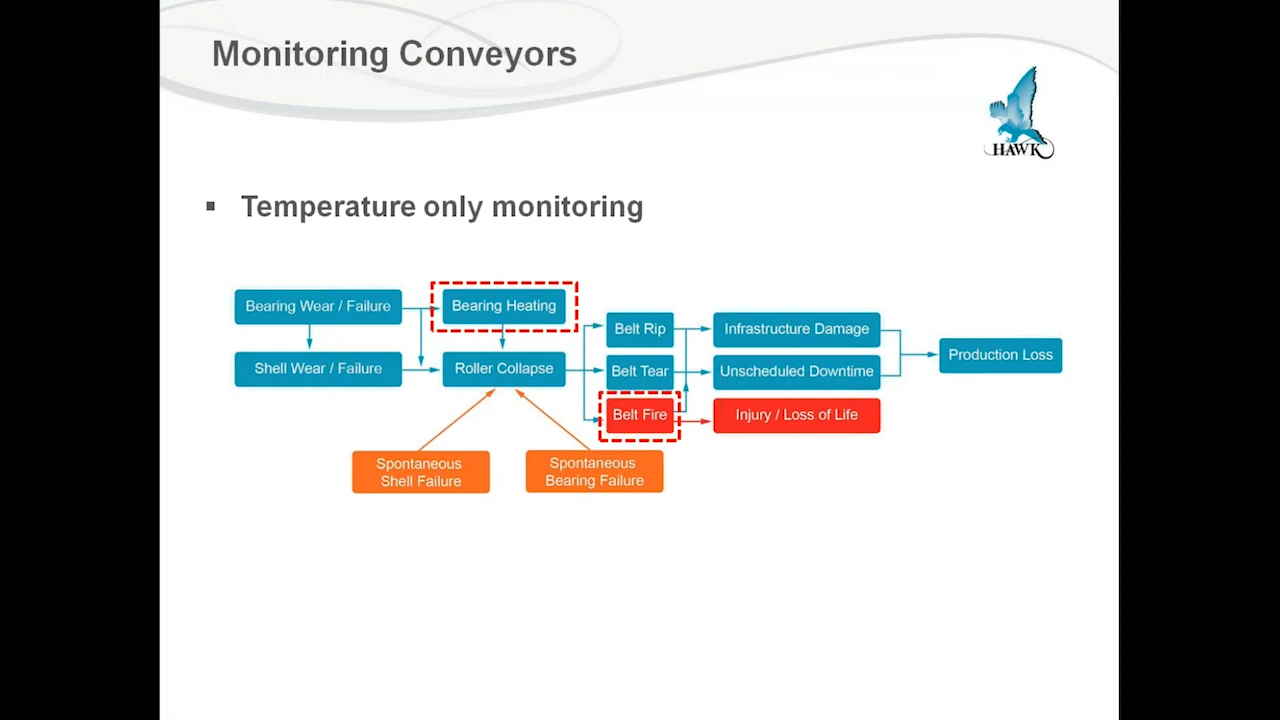 Monitoring Conveyors
HAWK
▪ Temperature only monitoring
Bearing Wear / Failure
Bearing Heating
Shell Wear / Failure
Roller Collapse
Belt Rip
Infrastructure Damage
Belt Tear
Unscheduled Downtime
Production Loss
Belt Fire
Injury / Loss of Life
Spontaneous
Shell Failure
Spontaneous
Bearing Failure